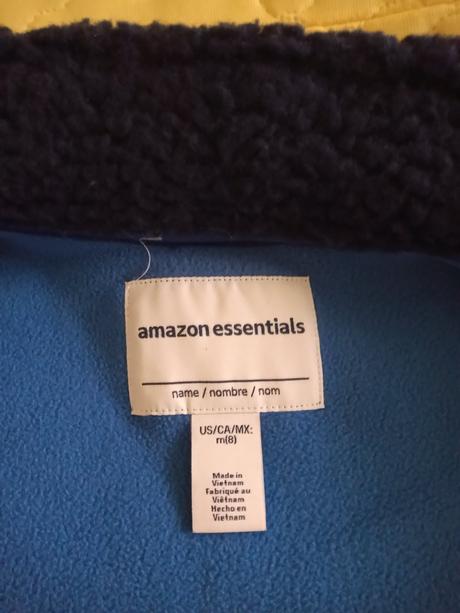 amazon essentials
name / nombre / nom
US/CA/MX:
m(8)
Made in
Vietnam
Fabriqué au
Viêtnam
Hecho en
Vietnam